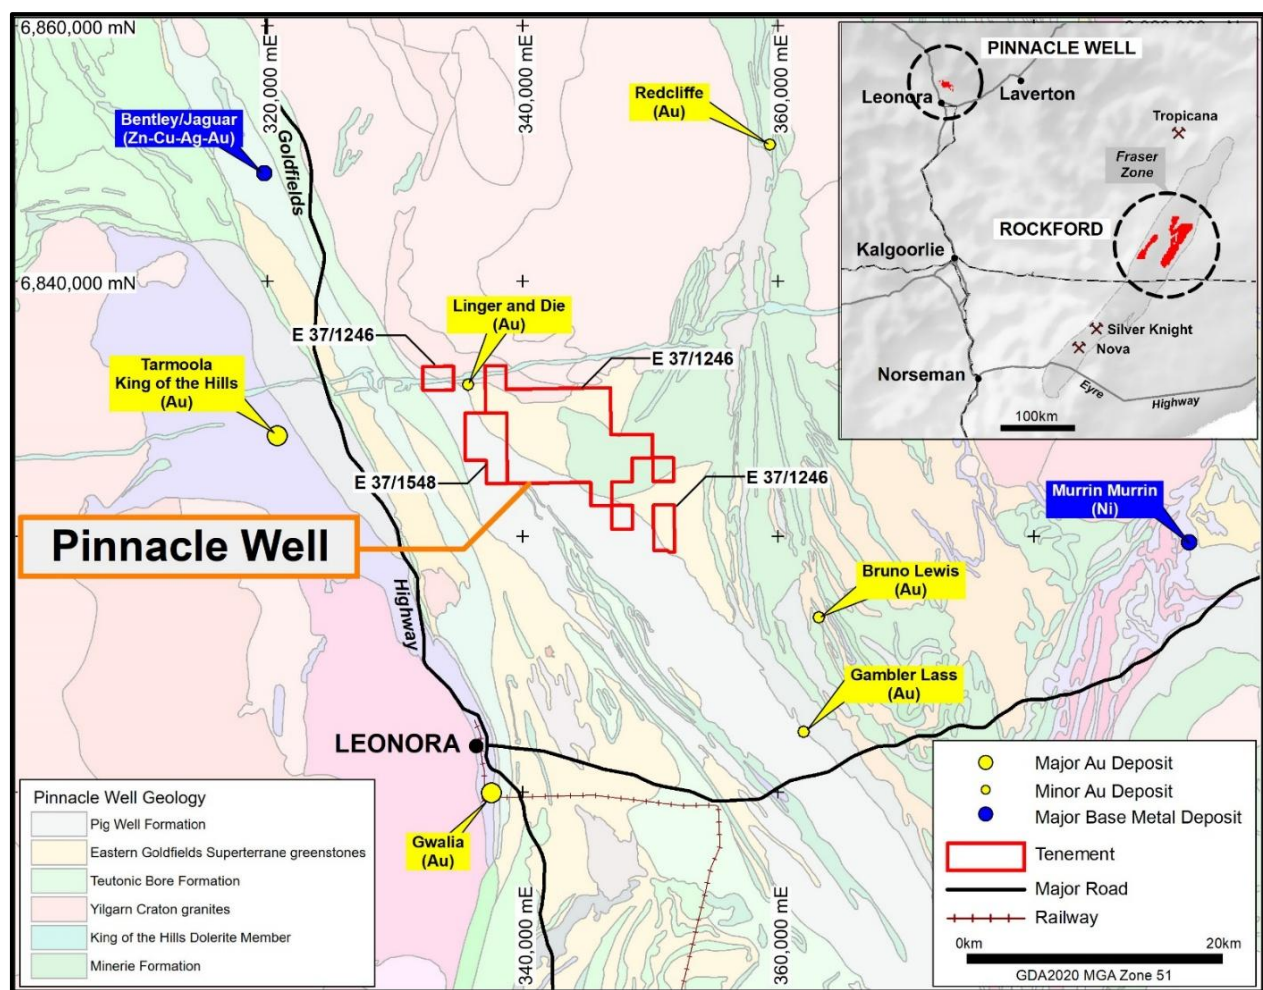 6,860,000 mN
320,000 mE
340,000 mE
360,000 mE
Bentley/Jaguar
(Zn-Cu-Ag-Au)
Goldfields
Redcliffe
(Au)
6,840,000 mN
Linger and Die
(Au)
E 37/1246
E 37/1246
Tarmoola
King of the Hills
(Au)
E 37/1548
E 37/1246
Pinnacle Well
Highway
Murrin Murrin
(Ni)
Bruno Lewis
(Au)
Gambler Lass
(Au)
LEONORA
Gwalia
(Au)
340,000 mE
360,000 mE
PINNACLE WELL
Leonora
Laverton
Tropicana
Fraser
Zone
ROCKFORD
Kalgoorlie
Silver Knight
Nova
Norseman
Eyre
Highway
100km
Pinnacle Well Geology
Pig Well Formation
Eastern Goldfields Superterrane greenstones
Teutonic Bore Formation
Yilgarn Craton granites
King of the Hills Dolerite Member
Minerie Formation
Major Au Deposit
Minor Au Deposit
Major Base Metal Deposit
Tenement
Major Road
Railway
0km
20km
GDA2020 MGA Zone 51